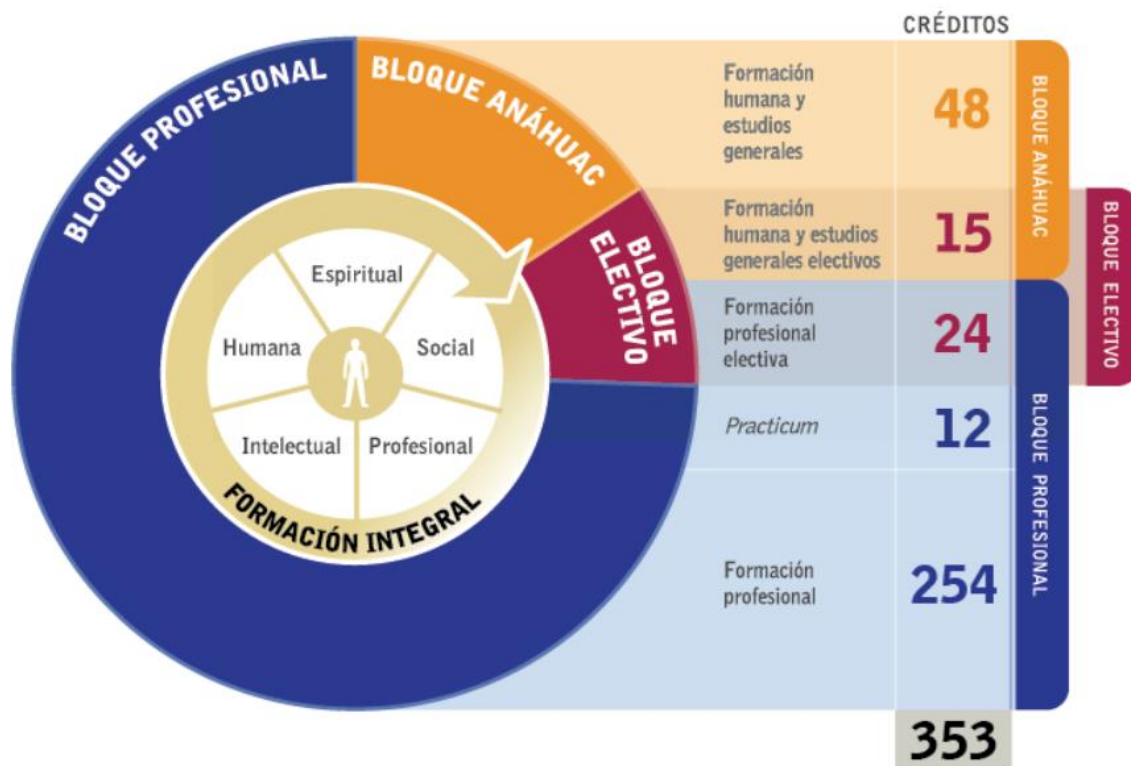 CRÉDITOS
BLOQUE PROFESIONAL
BLOQUE ANÁHUAC
BLOQUE
ELECTIVO
Espiritual
Humana
Social
Intelectual
Profesional
FORMACIÓN INTEGRAL
Formación
humana y
estudios
generales
48
Formación
humana y estudios
generales electivos
15
Formación
profesional
electiva
24
Practicum
12
Formación
profesional
254
353
BLOQUE ANÁHUAC
BLOQUE ELECTIVO
BLOQUE PROFESIONAL